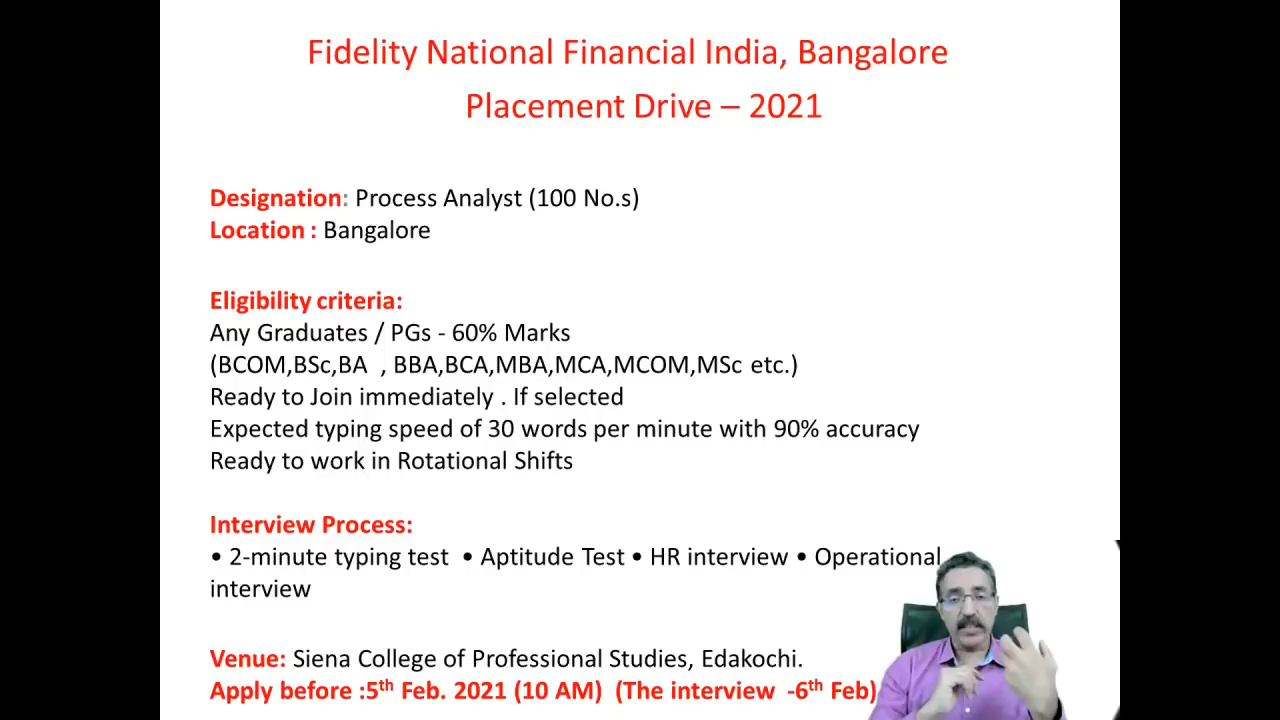 Fidelity National Financial India, Bangalore
Placement Drive – 2021
Designation: Process Analyst (100 No.s)
Location : Bangalore
Eligibility criteria:
Any Graduates / PGs - 60% Marks
(BCOM,BSc,BA , BBA,BCA,MBA,MCA,MCOM,MSc etc.)
Ready to Join immediately . If selected
Expected typing speed of 30 words per minute with 90% accuracy
Ready to work in Rotational Shifts
Interview Process:
• 2-minute typing test • Aptitude Test • HR interview • Operational
interview
Venue: Siena College of Professional Studies, Edakochi.
Apply before :5th Feb. 2021 (10 AM) (The interview -6th Feb)